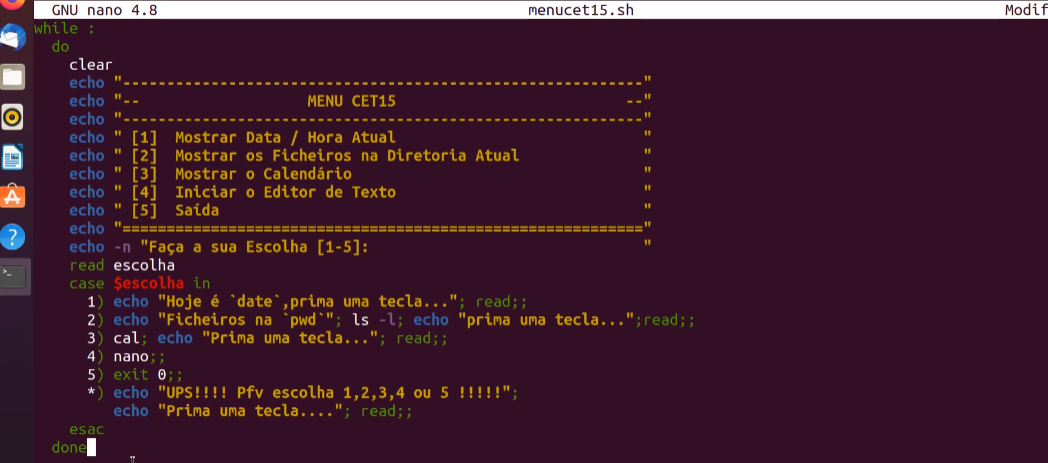 GNU nano 4.8 menucet15.sh Modif
while :
do
clear
echo "-----------------------------------------------------------"
echo "-- MENU CET15 --"
echo "-----------------------------------------------------------"
echo " [1] Mostrar Data / Hora Atual "
echo " [2] Mostrar os Ficheiros na Diretoria Atual "
echo " [3] Mostrar o Calendário "
echo " [4] Iniciar o Editor de Texto "
echo " [5] Saída "
echo "==========================================================="
echo -n "Faça a sua Escolha [1-5]: "
read escolha
case $escolha in
1) echo "Hoje é `date`,prima uma tecla..."; read;;
2) echo "Ficheiros na `pwd`"; ls -l; echo "prima uma tecla...";read;;
3) cal; echo "Prima uma tecla..."; read;;
4) nano;;
5) exit 0;;
*) echo "UPS!!!! Pfv escolha 1,2,3,4 ou 5 !!!!!";
echo "Prima uma tecla...."; read;;
esac
done